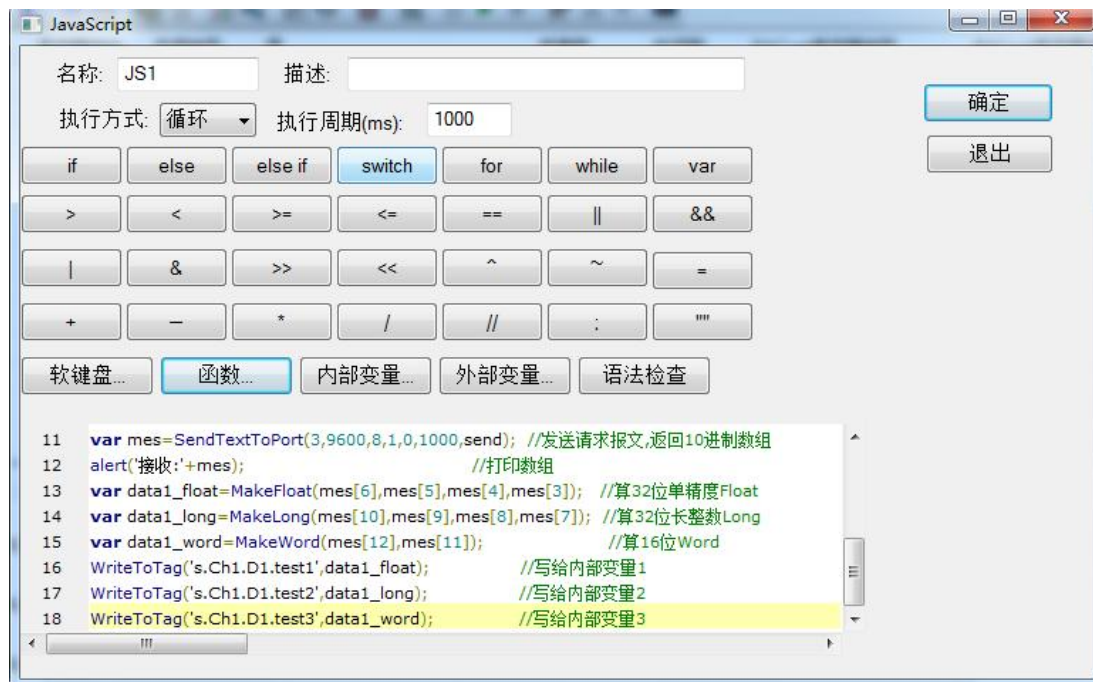 JavaScript
名称: JS1 描述:
确定
执行方式: 循环 执行周期(ms): 1000
退出
if else else if switch for while var
> < >= <= == || &&
| & >> << ^ ~ =
+ — * / // ; ""
软键盘... 函数... 内部变量... 外部变量... 语法检查
11 var mes=SendTextToPort(3,9600,8,1,0,1000,send); //发送请求报文,返回10进制数组
12 alert('接收:'+mes); //打印数组
13 var data1_float=MakeFloat(mes[6],mes[5],mes[4],mes[3]); //算32位单精度Float
14 var data1_long=MakeLong(mes[10],mes[9],mes[8],mes[7]); //算32位长整数Long
15 var data1_word=MakeWord(mes[12],mes[11]); //算16位Word
16 WriteToTag('s.Ch1.D1.test1',data1_float); //写给内部变量1
17 WriteToTag('s.Ch1.D1.test2',data1_long); //写给内部变量2
18 WriteToTag('s.Ch1.D1.test3',data1_word); //写给内部变量3